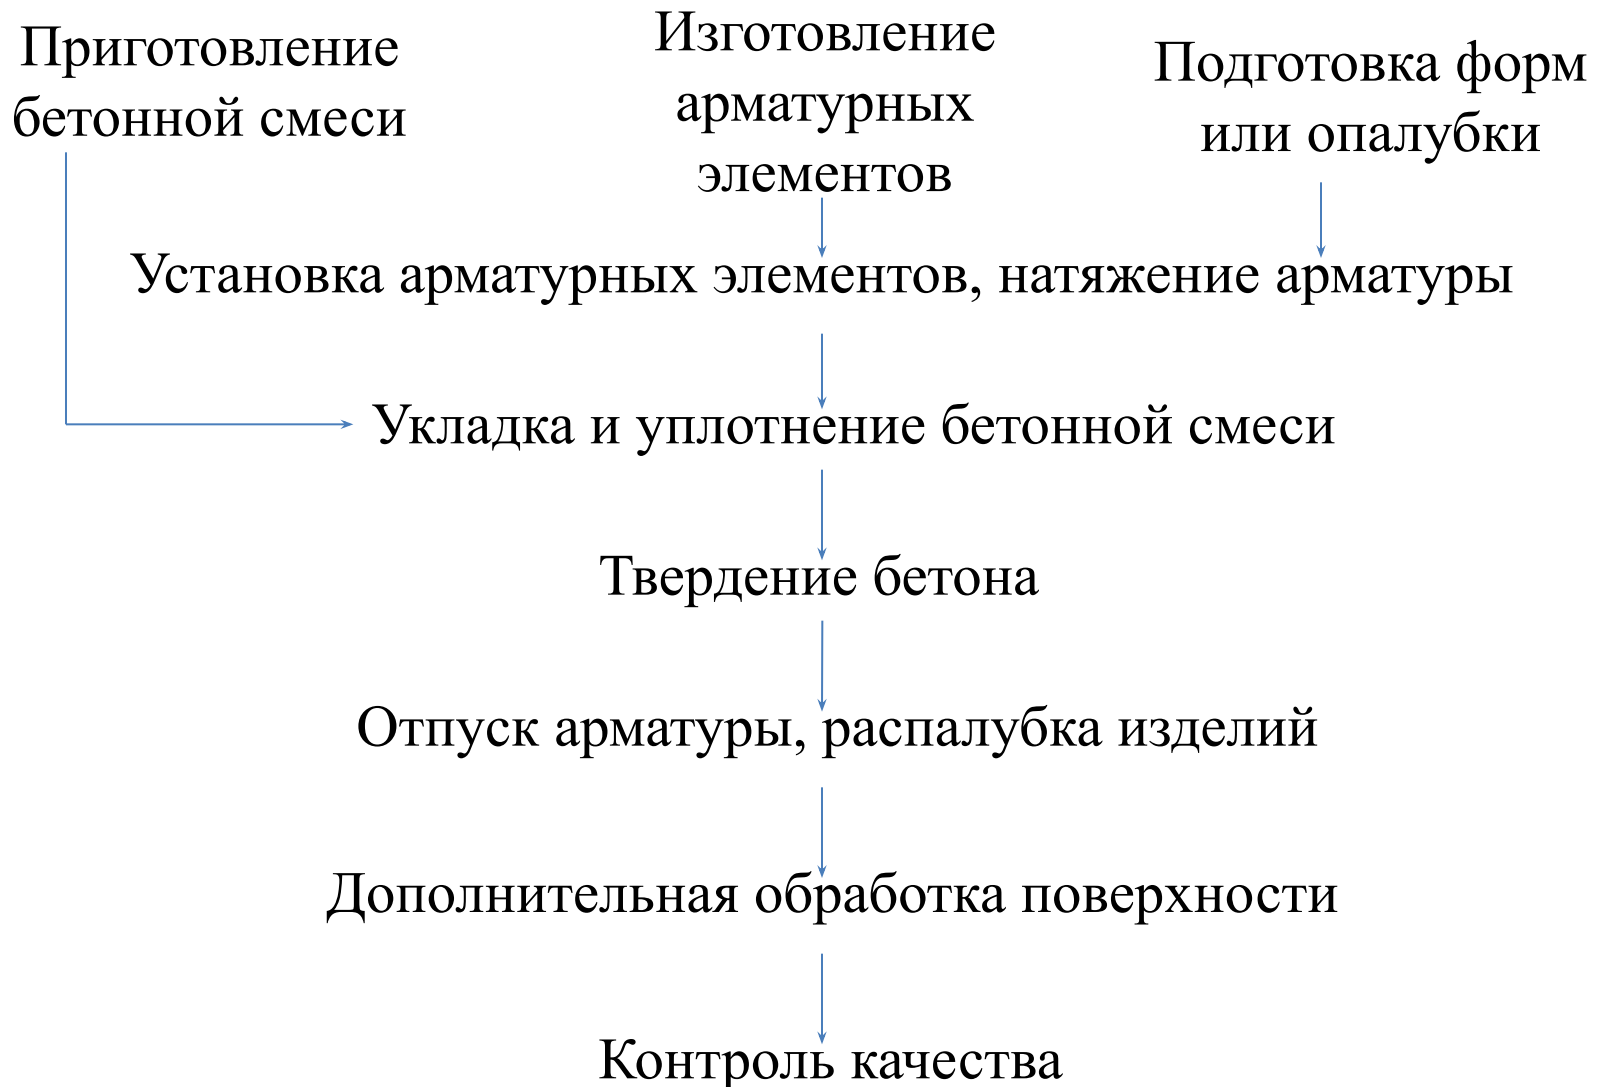 Приготовление
бетонной смеси
Изготовление
арматурных
элементов
Подготовка форм
или опалубки
Установка арматурных элементов, натяжение арматуры
Укладка и уплотнение бетонной смеси
Твердение бетона
Отпуск арматуры, распалубка изделий
Дополнительная обработка поверхности
Контроль качества